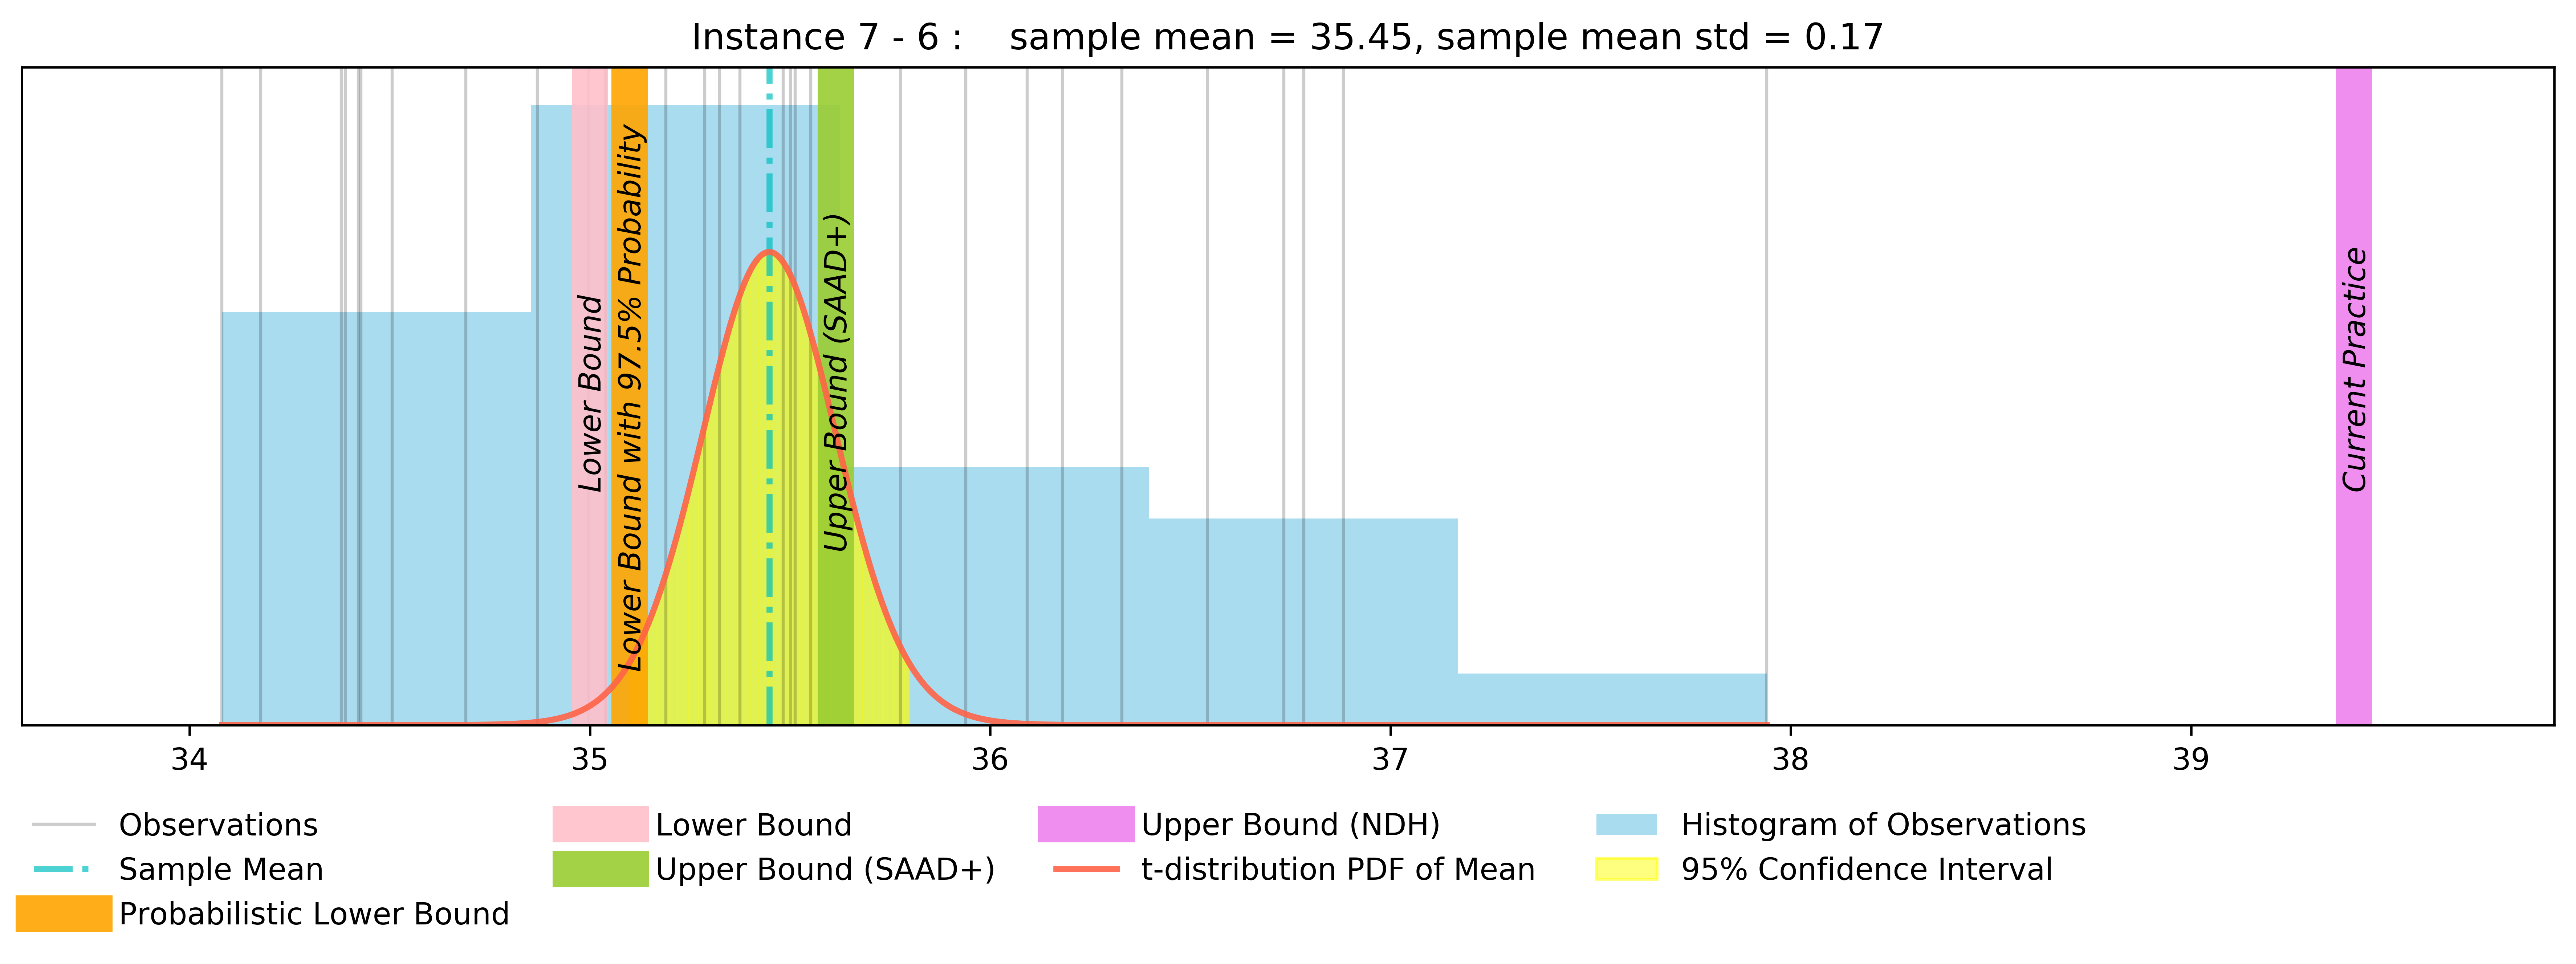 Instance 7 - 6 :    sample mean = 35.45, sample mean std = 0.17
Lower Bound
Lower Bound with 97.5% Probability
Upper Bound (SAAD+)
Current Practice
34 35 36 37 38 39
Observations
Sample Mean
Probabilistic Lower Bound
Lower Bound
Upper Bound (SAAD+)
Upper Bound (NDH)
t-distribution PDF of Mean
Histogram of Observations
95% Confidence Interval